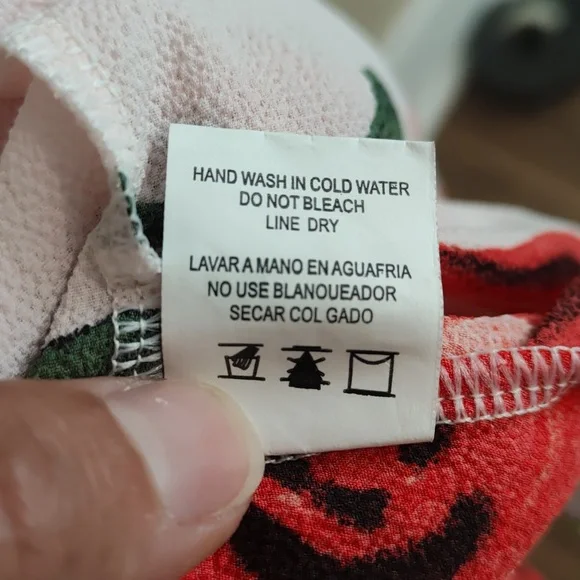 HAND WASH IN COLD WATER
DO NOT BLEACH
LINE DRY
LAVAR A MANO EN AGUAFRIA
NO USE BLANOUEADOR
SECAR COL GADO